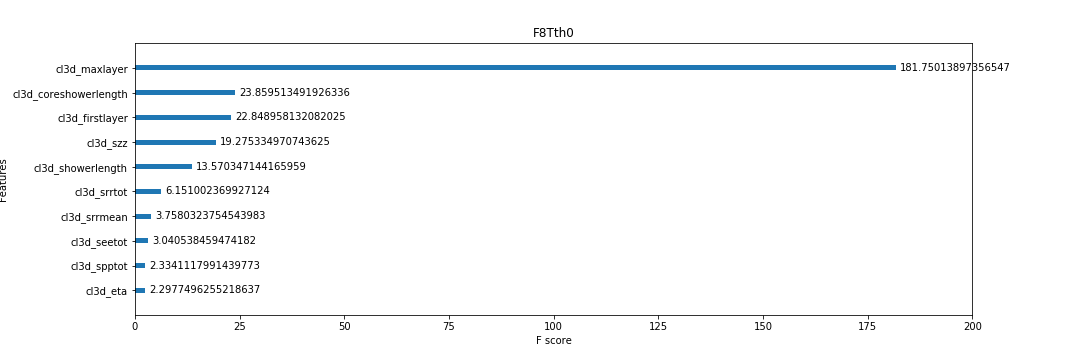 F8Tth0
cl3d_maxlayer 181.75013897356547
cl3d_coreshowerlength 23.859513491926336
cl3d_firstlayer 22.848958132082025
cl3d_szz 19.275334970743625
cl3d_showerlength 13.570347144165959
cl3d_srrtot 6.151002369927124
cl3d_srrmean 3.7580323754543983
cl3d_seetot 3.040538459474182
cl3d_spptot 2.3341117991439773
cl3d_eta 2.2977496255218637
Features
0 25 50 75 100 125 150 175 200
F score